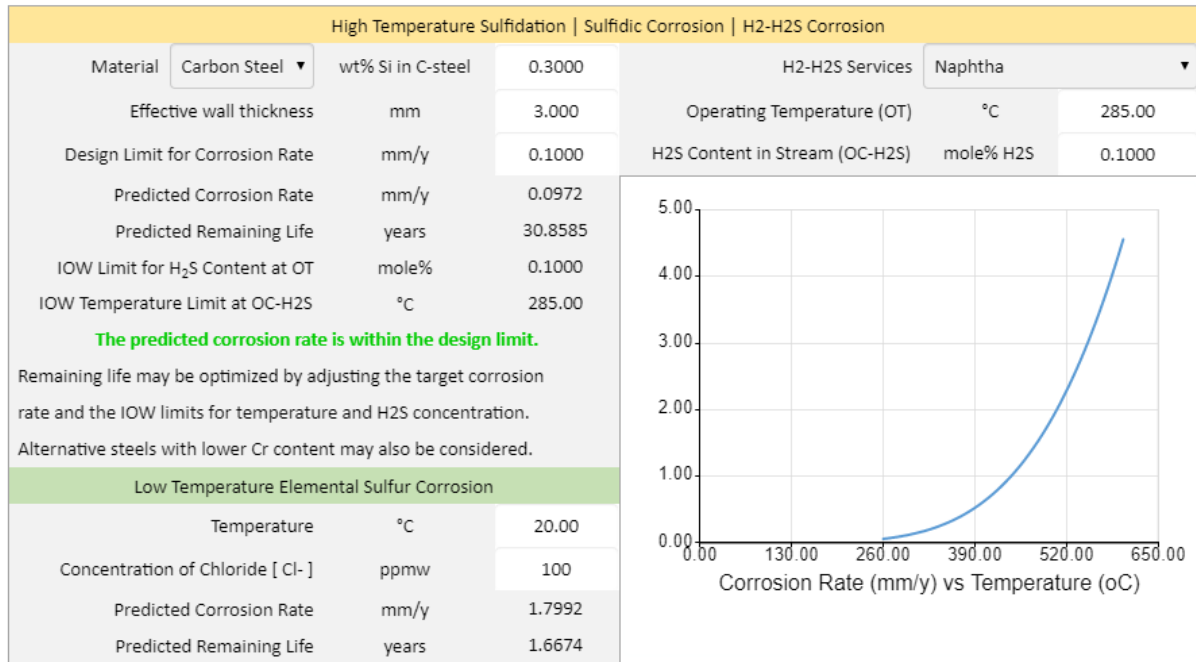 High Temperature Sulfidation | Sulfidic Corrosion | H2-H2S Corrosion
Material Carbon Steel ▼ wt% Si in C-steel 0.3000
H2-H2S Services Naphtha ▼
Effective wall thickness mm 3.000
Operating Temperature (OT) °C 285.00
Design Limit for Corrosion Rate mm/y 0.1000
H2S Content in Stream (OC-H2S) mole% H2S 0.1000
Predicted Corrosion Rate mm/y 0.0972
Predicted Remaining Life years 30.8585
IOW Limit for H₂S Content at OT mole% 0.1000
IOW Temperature Limit at OC-H2S °C 285.00
The predicted corrosion rate is within the design limit.
Remaining life may be optimized by adjusting the target corrosion
rate and the IOW limits for temperature and H2S concentration.
Alternative steels with lower Cr content may also be considered.
Low Temperature Elemental Sulfur Corrosion
Temperature °C 20.00
Concentration of Chloride [ Cl- ] ppmw 100
Predicted Corrosion Rate mm/y 1.7992
Predicted Remaining Life years 1.6674
5.00
4.00
3.00
2.00
1.00
0.00
0.00 130.00 260.00 390.00 520.00 650.00
Corrosion Rate (mm/y) vs Temperature (oC)